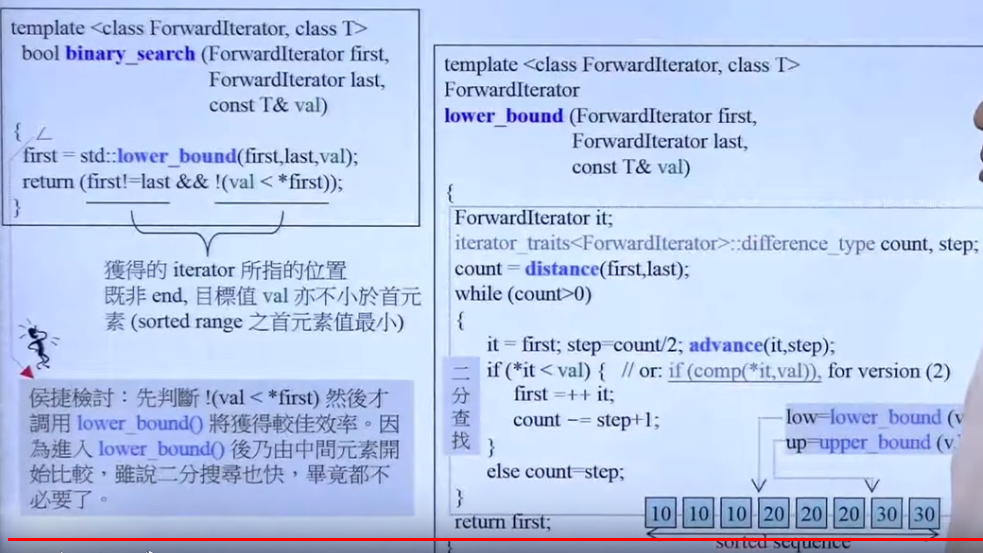 template <class ForwardIterator, class T>
bool binary_search (ForwardIterator first,
ForwardIterator last,
const T& val)
{
first = std::lower_bound(first,last,val);
return (first!=last && !(val < *first));
}
獲得的 iterator 所指的位置
既非 end, 目標值 val 亦不小於首元
素 (sorted range 之首元素值最小)
侯捷檢討：先判斷 !(val < *first) 然後才
調用 lower_bound() 將獲得較佳效率。因
為進入 lower_bound() 後乃由中間元素開
始比較，雖說二分搜尋也快，畢竟都不
必要了。
template <class ForwardIterator, class T>
ForwardIterator
lower_bound (ForwardIterator first,
ForwardIterator last,
const T& val)
{
ForwardIterator it;
iterator_traits<ForwardIterator>::difference_type count, step;
count = distance(first,last);
while (count>0)
{
it = first; step=count/2; advance(it,step);
if (*it < val) { // or: if (comp(*it,val)), for version (2)
first =++ it;
count -= step+1;
}
else count=step;
}
return first;
}
二
分
查
找
low=lower_bound (v
up=upper_bound (v
10 10 10 20 20 20 30 30
sorted sequence